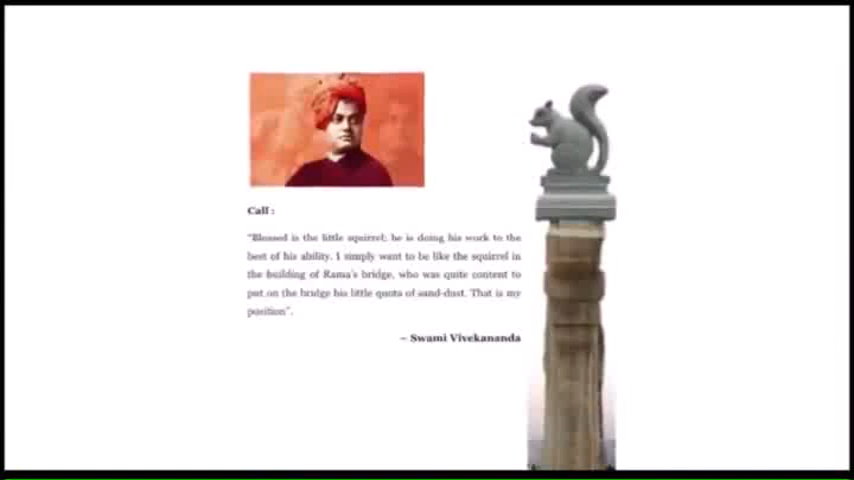 Call :
"Blessed is the little squirrel; he is doing his work to the
best of his ability. I simply want to be like the squirrel in
the building of Rama's bridge, who was quite content to
put on the bridge his little quota of sand-dust. That is my
position".
– Swami Vivekananda